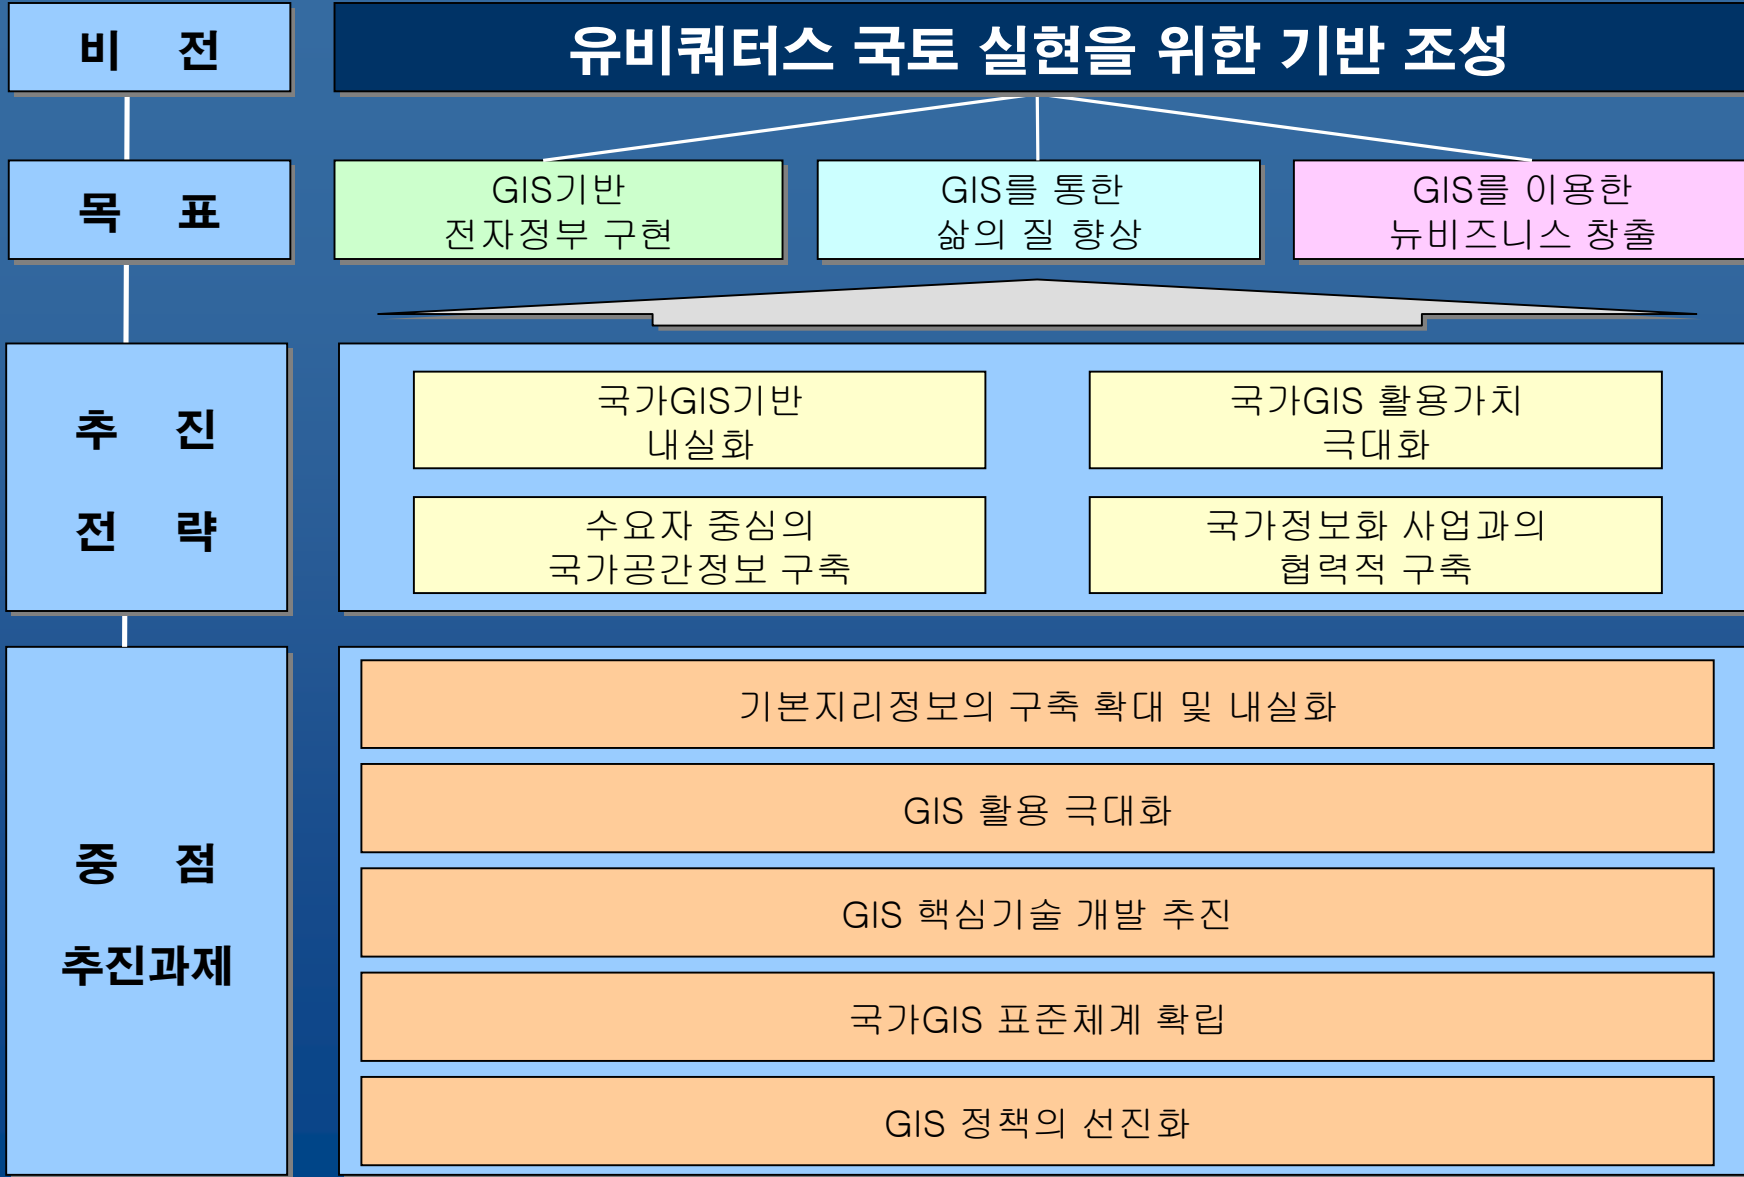 비 전
유비쿼터스 국토 실현을 위한 기반 조성
목 표
GIS기반
전자정부 구현
GIS를 통한
삶의 질 향상
GIS를 이용한
뉴비즈니스 창출
추 진
전 략
국가GIS기반
내실화
국가GIS 활용가치
극대화
수요자 중심의
국가공간정보 구축
국가정보화 사업과의
협력적 구축
중 점
추진과제
기본지리정보의 구축 확대 및 내실화
GIS 활용 극대화
GIS 핵심기술 개발 추진
국가GIS 표준체계 확립
GIS 정책의 선진화